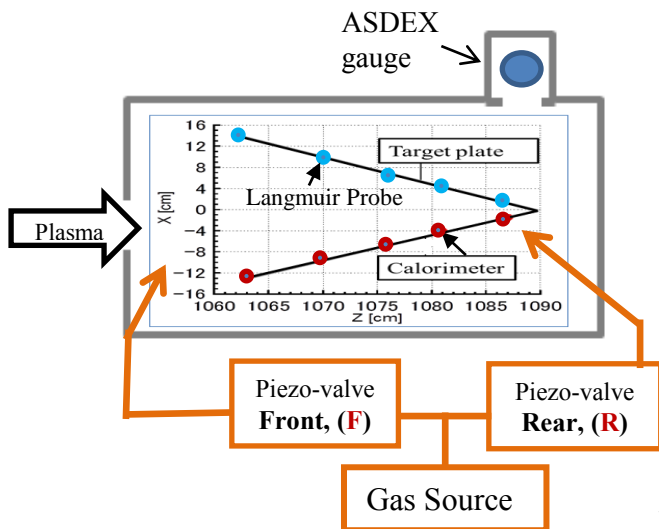 ASDEX
gauge
16
12
8
4
0
−4
−8
−12
−16
X [cm]
Target plate
Langmuir Probe
Plasma
Calorimeter
1060 1065 1070 1075 1080 1085 1090
Z [cm]
Piezo-valve
Front, (F)
Piezo-valve
Rear, (R)
Gas Source